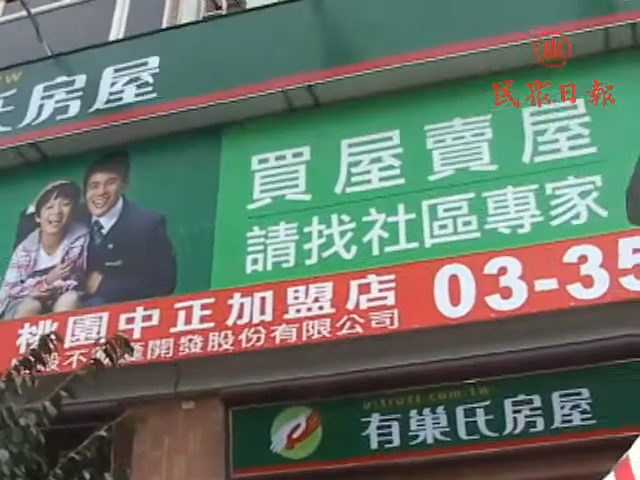 民眾日報
氏房屋
買屋賣屋
請找社區專家
桃園中正加盟店
03-35
開發股份有限公司
有巢氏房屋